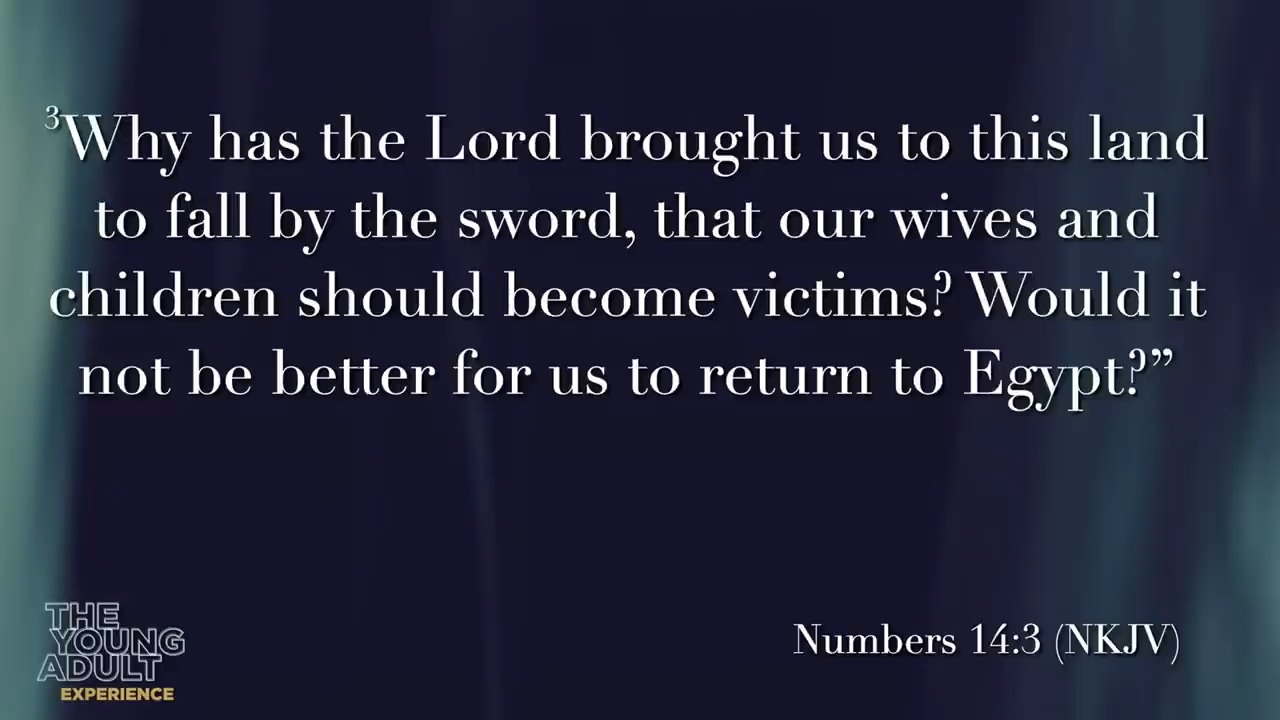 ³Why has the Lord brought us to this land
to fall by the sword, that our wives and
children should become victims? Would it
not be better for us to return to Egypt?”
Numbers 14:3 (NKJV)
THE
YOUNG
ADULT
EXPERIENCE